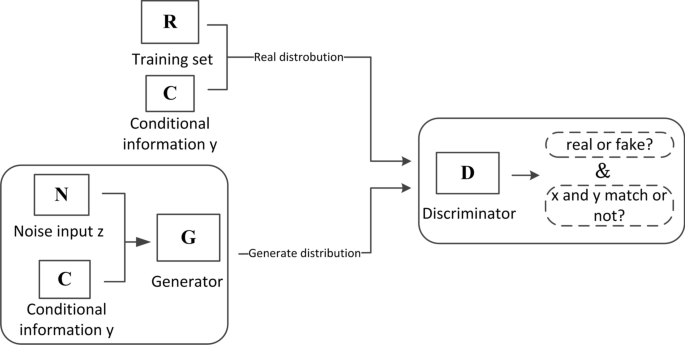 R
Training set
Real distrobution
C
Conditional
information y
N
Noise input z
C
Conditional
information y
G
Generator
Generate distribution
D
Discriminator
real or fake?
&
x and y match or
not?